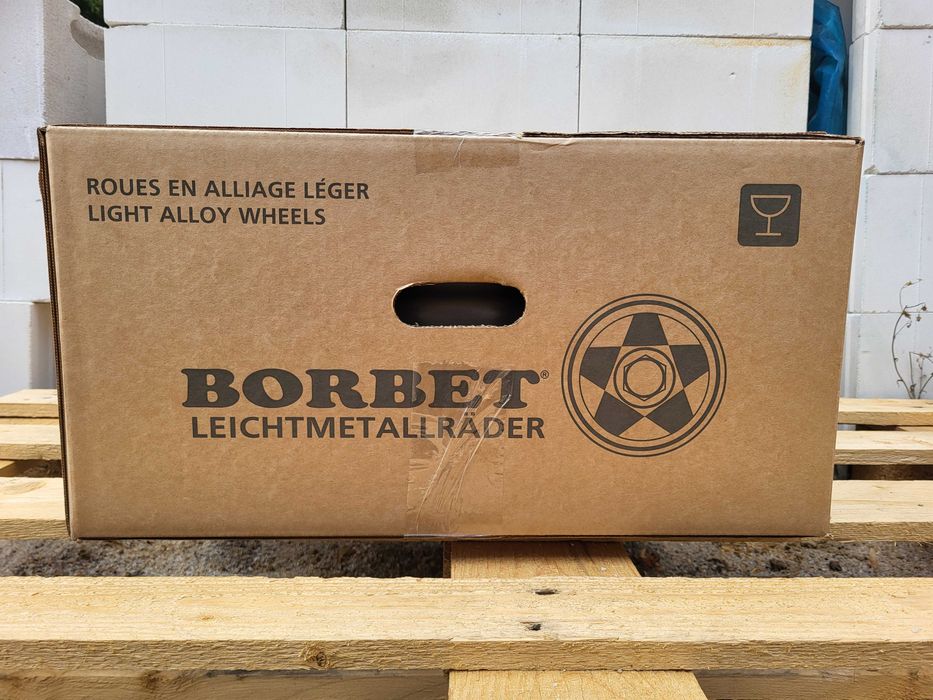 ROUES EN ALLIAGE LÉGER
LIGHT ALLOY WHEELS
BORBET®
LEICHTMETALLRÄDER